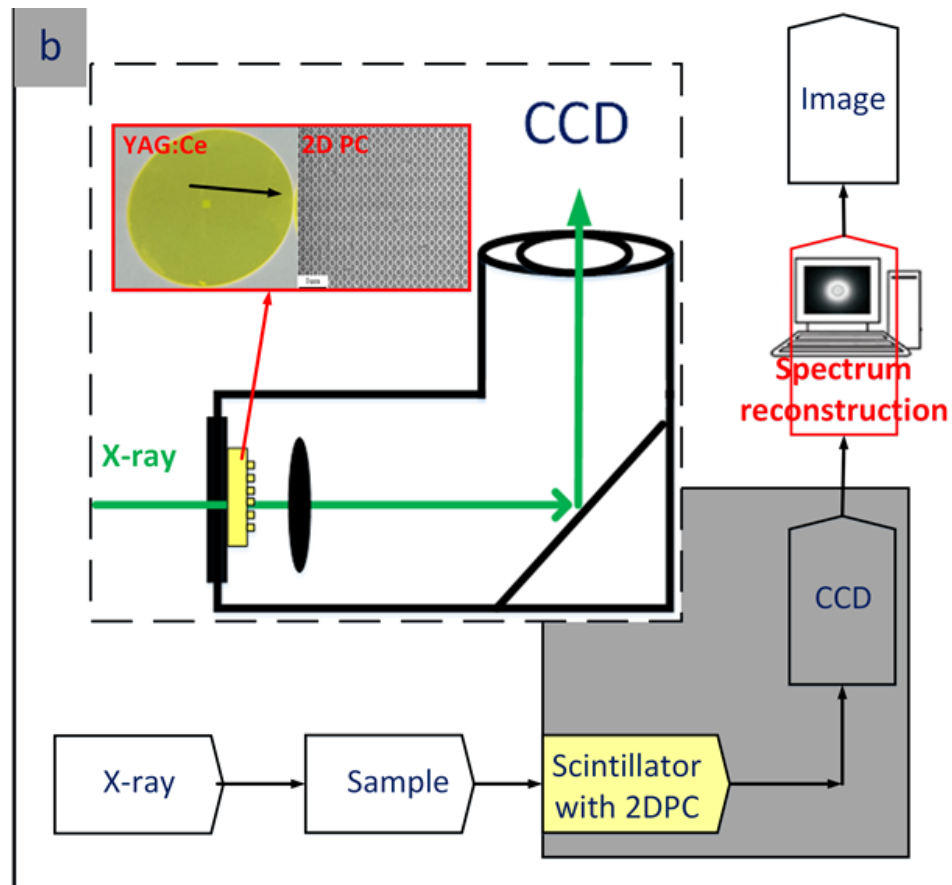 b
CCD
YAG:Ce
2D PC
X-ray
Image
Spectrum
reconstruction
CCD
X-ray
Sample
Scintillator
with 2DPC